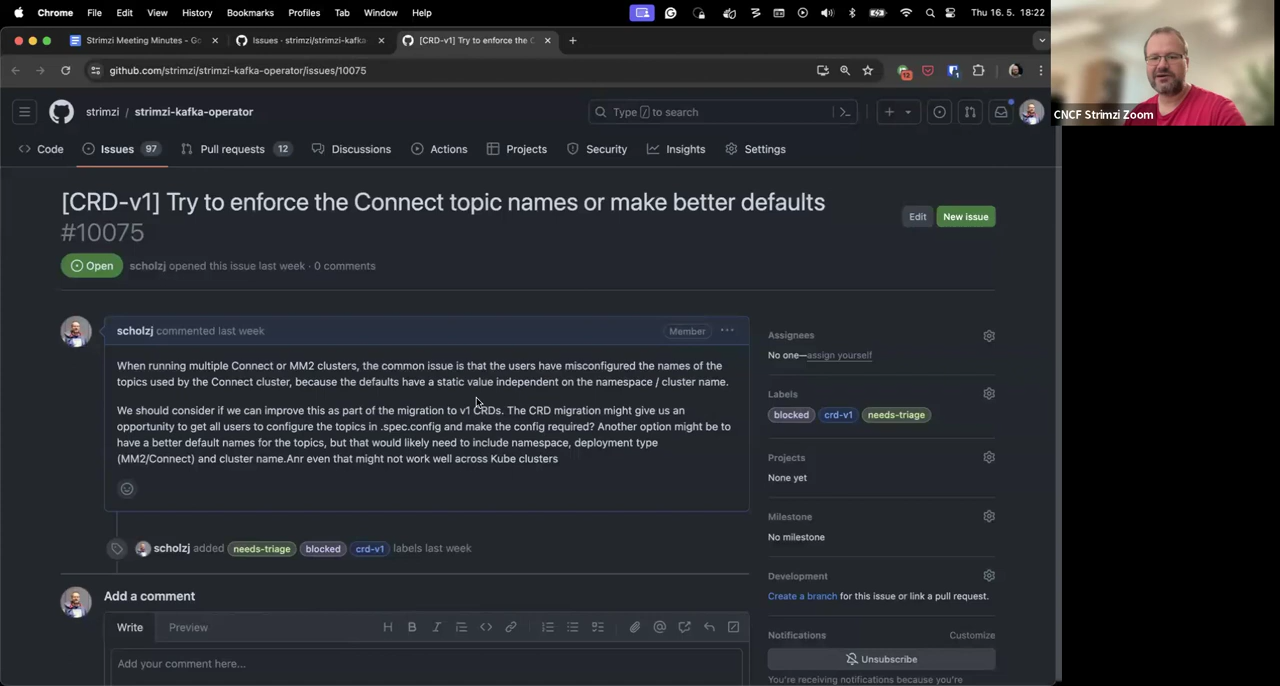 Chrome File Edit View History Bookmarks Profiles Tab Window Help Thu 16. 5. 18:22
Strimzi Meeting Minutes - Go
Issues · strimzi/strimzi-kafka
[CRD-v1] Try to enforce the C
github.com/strimzi/strimzi-kafka-operator/issues/10075
12
CNCF Strimzi Zoom
strimzi / strimzi-kafka-operator
Type / to search
Code Issues 97 Pull requests 12 Discussions Actions Projects Security Insights Settings
[CRD-v1] Try to enforce the Connect topic names or make better defaults
#10075
Edit New issue
Open scholzj opened this issue last week · 0 comments
scholzj commented last week Member
When running multiple Connect or MM2 clusters, the common issue is that the users have misconfigured the names of the
topics used by the Connect cluster, because the defaults have a static value independent on the namespace / cluster name.
We should consider if we can improve this as part of the migration to v1 CRDs. The CRD migration might give us an
opportunity to get all users to configure the topics in .spec.config and make the config required? Another option might be to
have a better default names for the topics, but that would likely need to include namespace, deployment type
(MM2/Connect) and cluster name.Anr even that might not work well across Kube clusters
scholzj added needs-triage blocked crd-v1 labels last week
Add a comment
Write Preview
Add your comment here...
Assignees
No one—assign yourself
Labels
blocked crd-v1 needs-triage
Projects
None yet
Milestone
No milestone
Development
Create a branch for this issue or link a pull request.
Notifications Customize
Unsubscribe
You're receiving notifications because you're